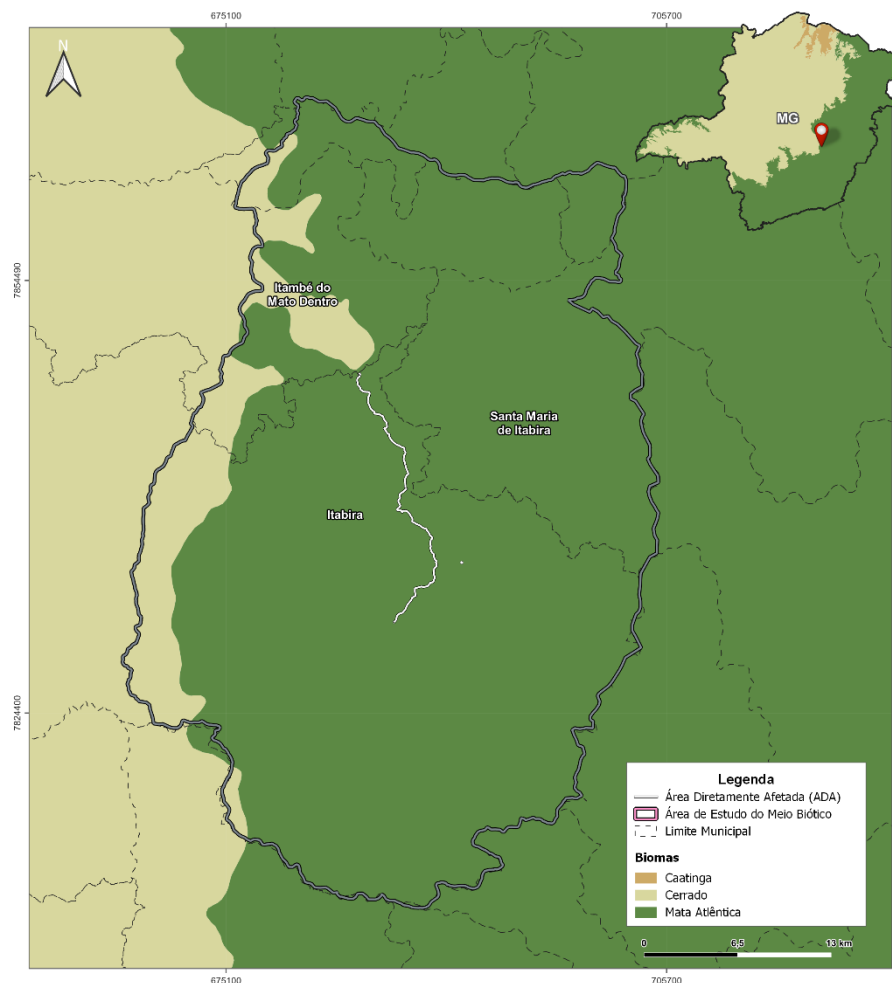 675100
705700
N
MG
7854490
Itambé do
Mato Dentro
Santa Maria
de Itabira
Itabira
7824400
Legenda
Área Diretamente Afetada (ADA)
Área de Estudo do Meio Biótico
Limite Municipal
Biomas
Caatinga
Cerrado
Mata Atlêntica
0 6,5 13 km
675100
705700